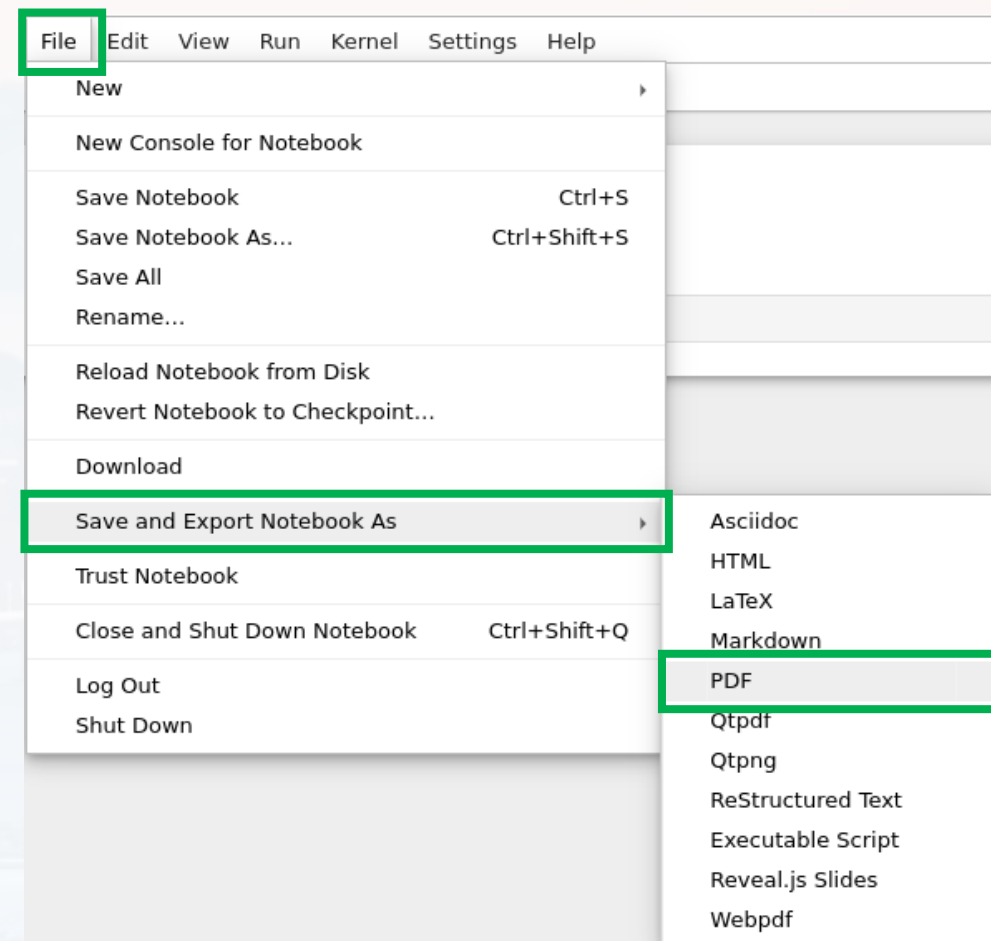 File Edit View Run Kernel Settings Help
New
New Console for Notebook
Save Notebook Ctrl+S
Save Notebook As… Ctrl+Shift+S
Save All
Rename…
Reload Notebook from Disk
Revert Notebook to Checkpoint…
Download
Save and Export Notebook As
Trust Notebook
Close and Shut Down Notebook Ctrl+Shift+Q
Log Out
Shut Down
Asciidoc
HTML
LaTeX
Markdown
PDF
Qtpdf
Qtpng
ReStructured Text
Executable Script
Reveal.js Slides
Webpdf